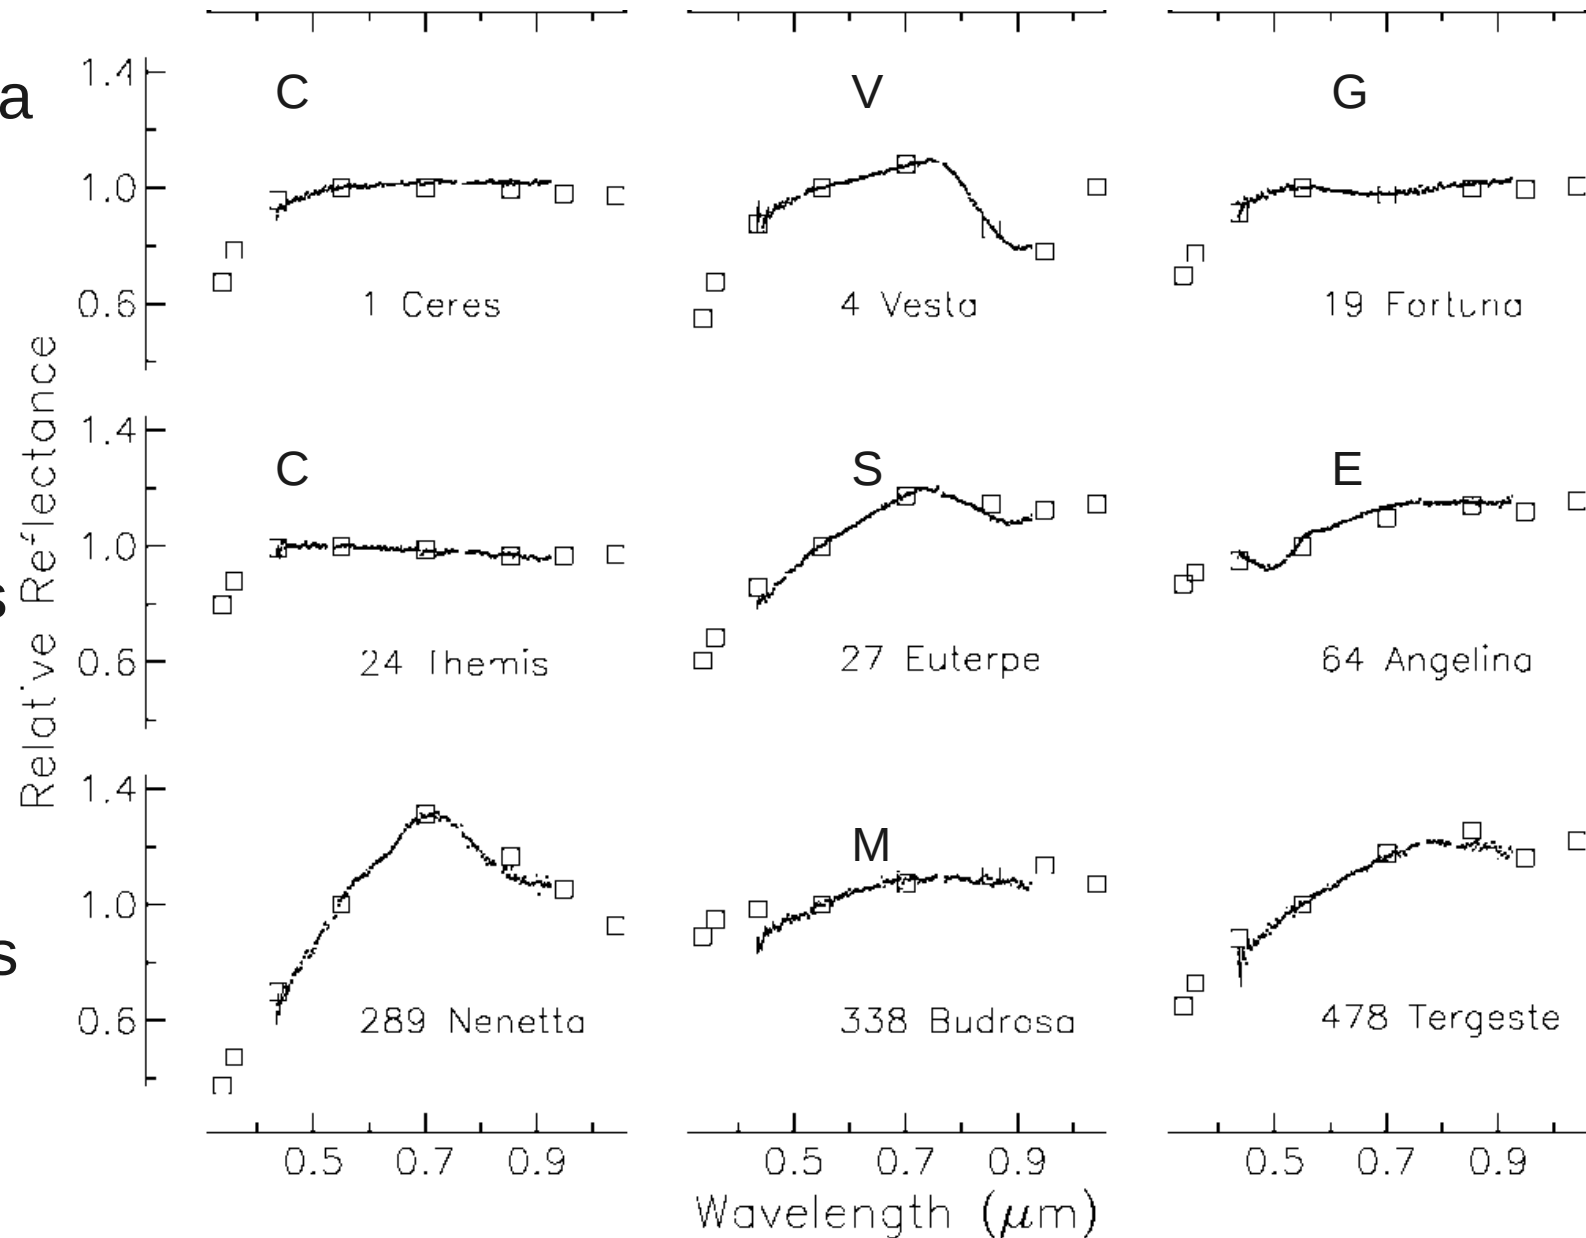 a
C
V
G
1.4
1.0
0.6
1 Ceres
4 Vesta
19 Fortuna
Relative Reflectance
C
S
E
1.4
1.0
0.6
s
24 Themis
27 Euterpe
64 Angelina
M
1.4
1.0
0.6
s
289 Nenetta
338 Budrosa
478 Tergeste
0.5 0.7 0.9
0.5 0.7 0.9
0.5 0.7 0.9
Wavelength (μm)